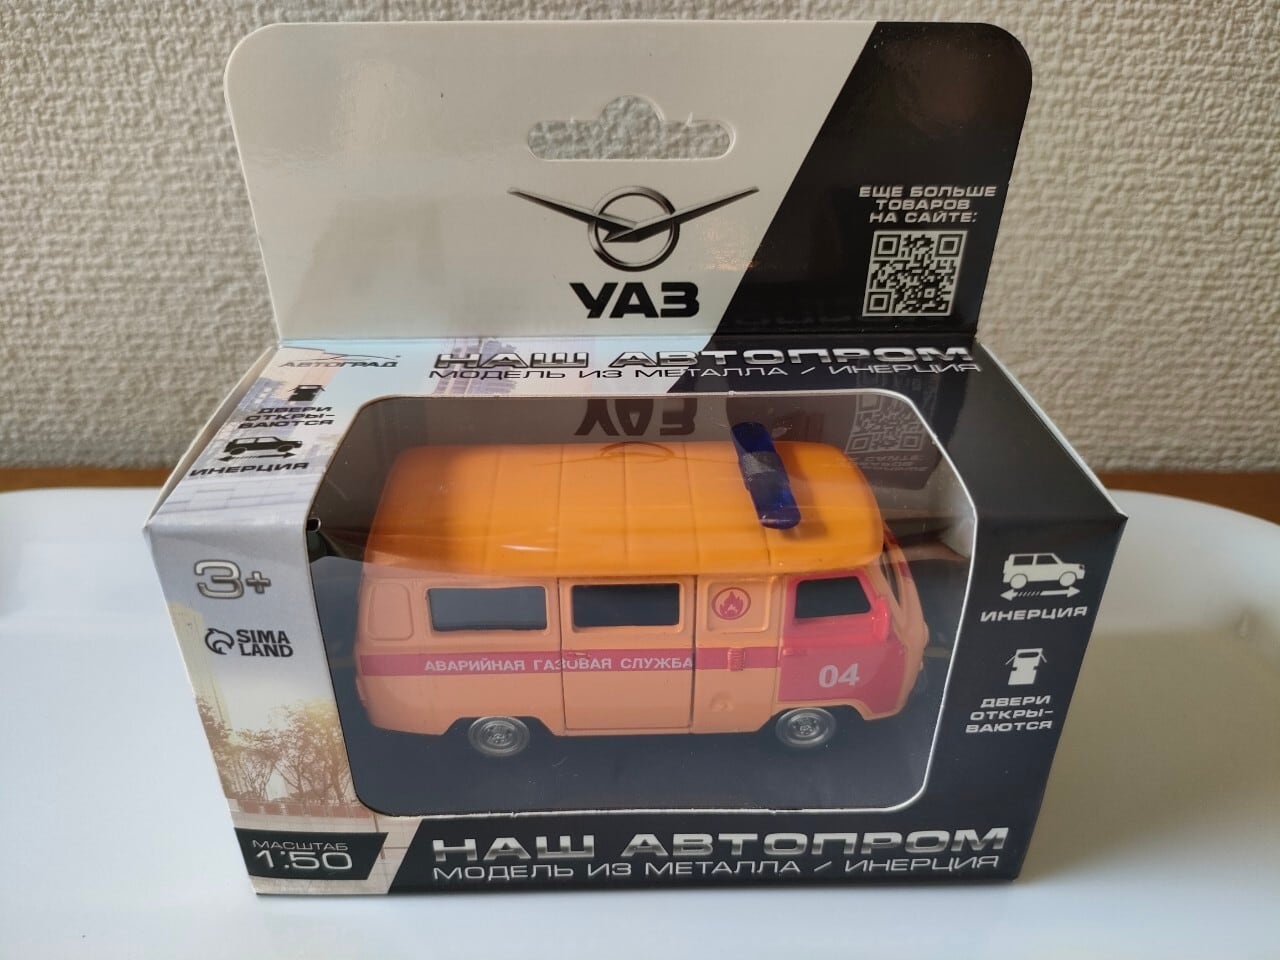 ЕЩЕ БОЛЬШЕ
ТОВАРОВ
НА САЙТЕ:
УАЗ
АВТОГРАД
НАШ АВТОПРОМ
МОДЕЛЬ ИЗ МЕТАЛЛА / ИНЕРЦИЯ
ДВЕРИ
ОТКРЫ-
ВАЮТСЯ
ИНЕРЦИЯ
3+
SIMA
LAND
АВАРИЙНАЯ ГАЗОВАЯ СЛУЖБА
04
ИНЕРЦИЯ
ДВЕРИ
ОТКРЫ-
ВАЮТСЯ
МАСШТАБ
1:50
НАШ АВТОПРОМ
МОДЕЛЬ ИЗ МЕТАЛЛА / ИНЕРЦИЯ